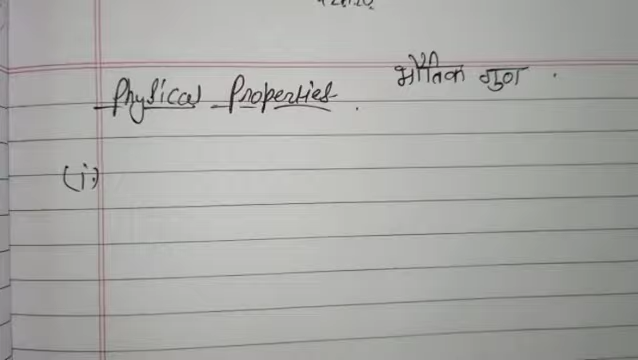 Physical Properties. भौतिक गुण .
(i)